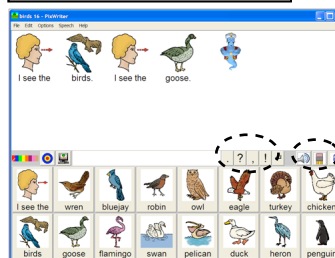 birds 16 - PixWriter
File Edit Options Speech Help
I see the birds. I see the goose.
. ? , !
I see the wren bluejay robin owl eagle turkey chicken
birds goose flamingo swan pelican duck heron